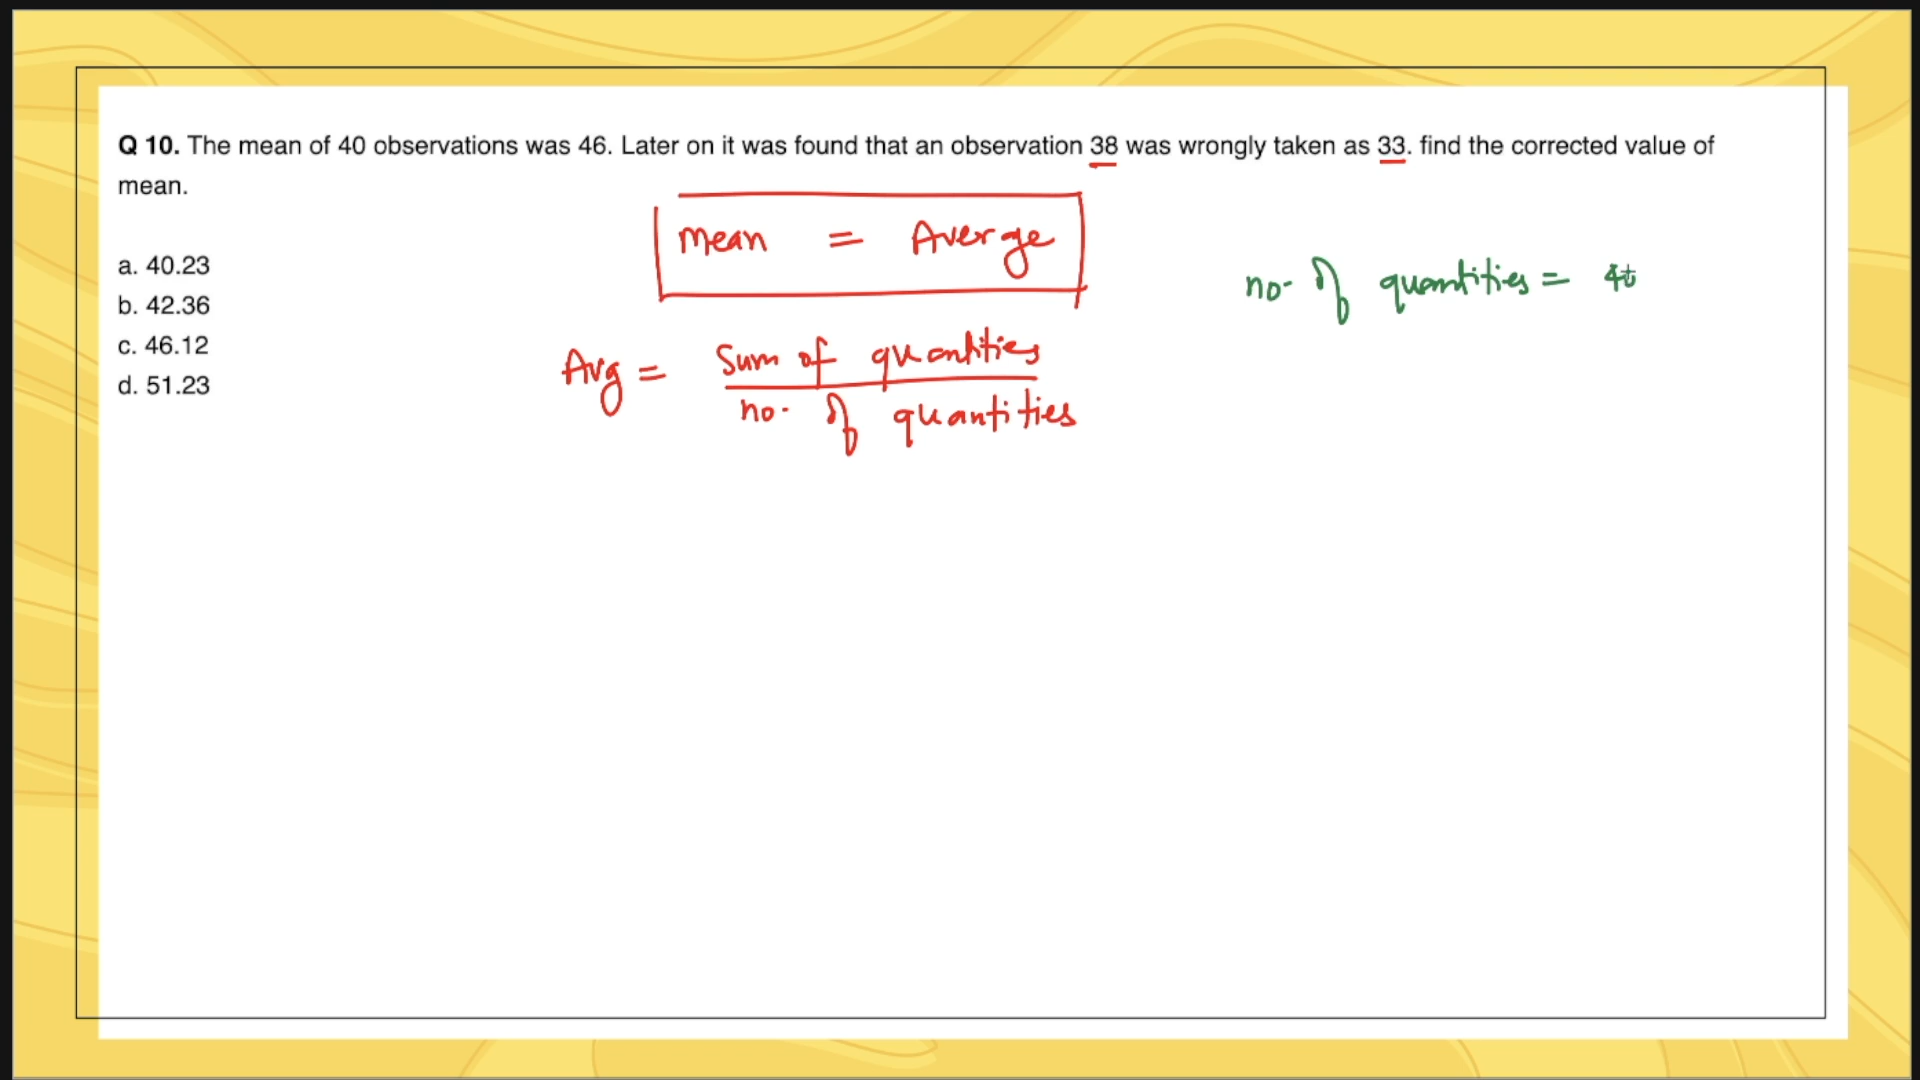 Q 10. The mean of 40 observations was 46. Later on it was found that an observation 38 was wrongly taken as 33. find the corrected value of
mean.
mean = Average
a. 40.23
b. 42.36
c. 46.12
d. 51.23
no. of quantities = 40
Avg = sum of quantities
no. of quantities